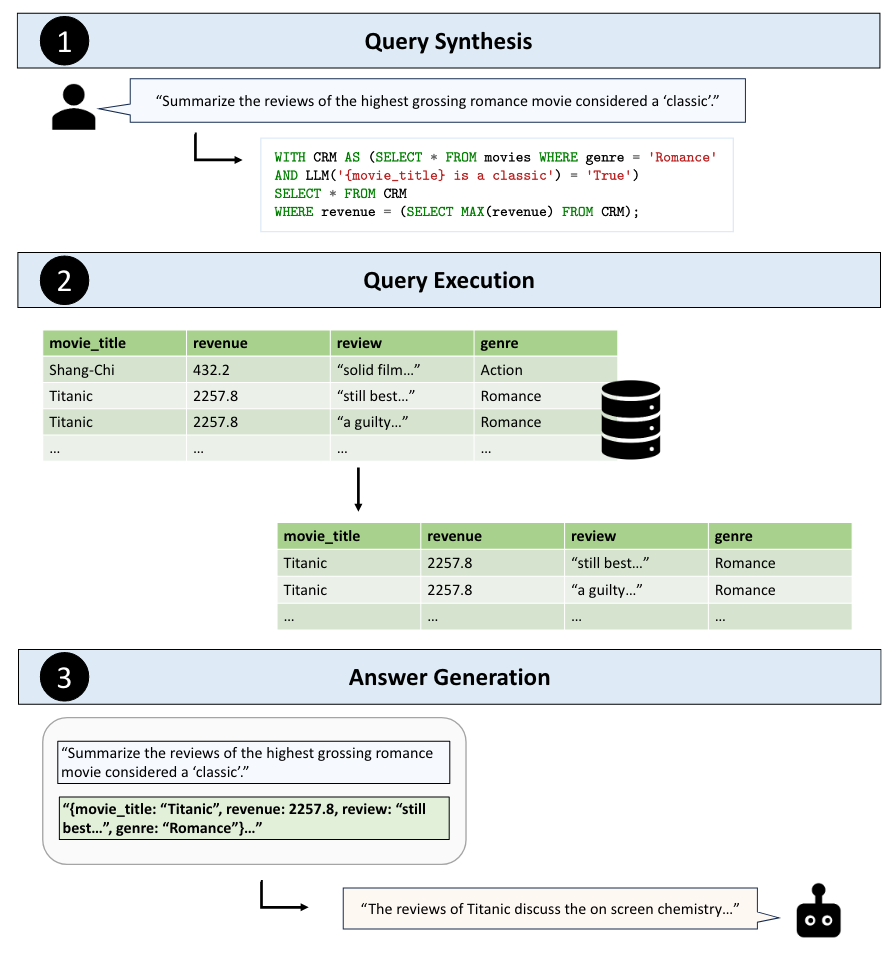 1
Query Synthesis
“Summarize the reviews of the highest grossing romance movie considered a ‘classic’.”
WITH CRM AS (SELECT * FROM movies WHERE genre = 'Romance'
AND LLM('{movie_title} is a classic') = 'True')
SELECT * FROM CRM
WHERE revenue = (SELECT MAX(revenue) FROM CRM);
2
Query Execution
movie_title revenue review genre
Shang-Chi 432.2 “solid film…” Action
Titanic 2257.8 “still best…” Romance
Titanic 2257.8 “a guilty…” Romance
… … … …
movie_title revenue review genre
Titanic 2257.8 “still best…” Romance
Titanic 2257.8 “a guilty…” Romance
… … … …
3
Answer Generation
“Summarize the reviews of the highest grossing romance
movie considered a ‘classic’.”
“{movie_title: “Titanic”, revenue: 2257.8, review: “still
best…”, genre: “Romance”}…”
“The reviews of Titanic discuss the on screen chemistry…”